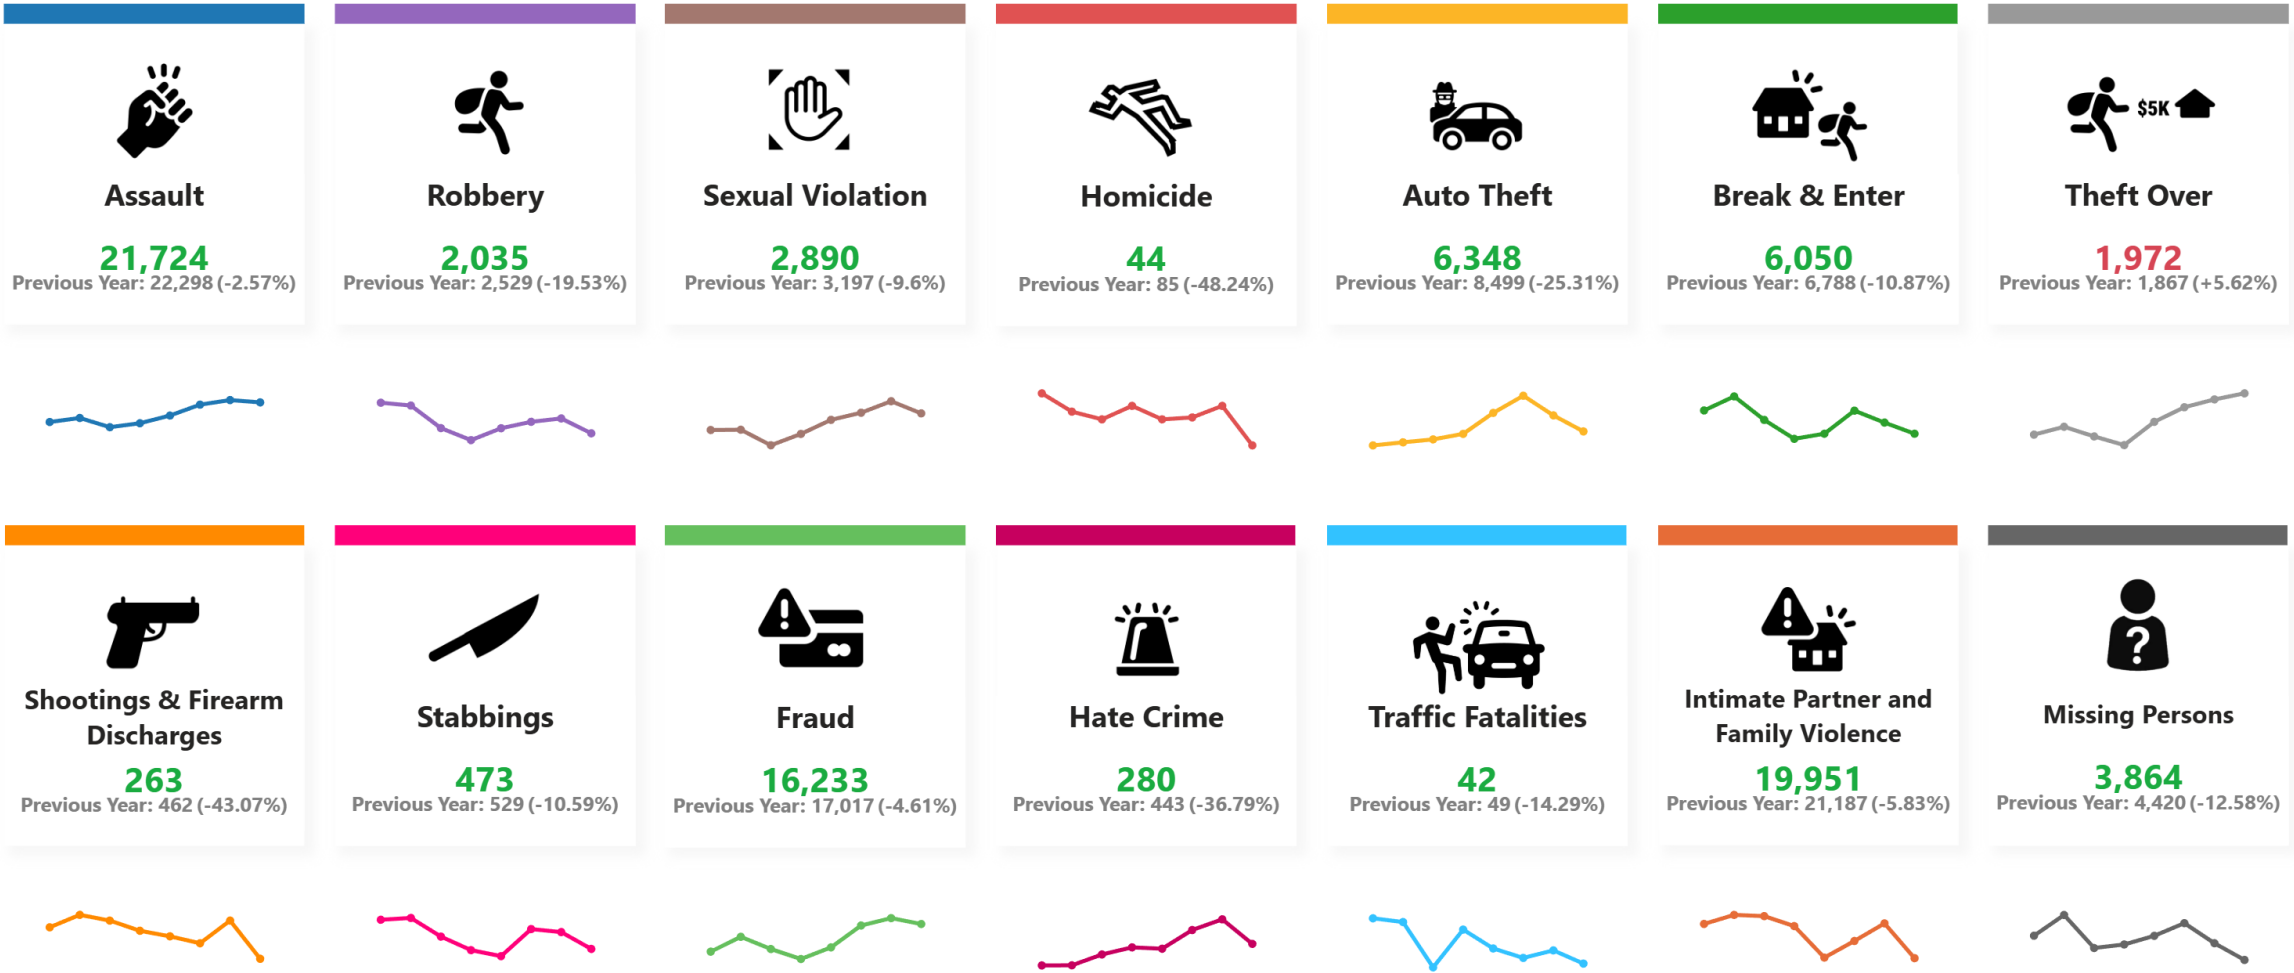 Assault
21,724
Previous Year: 22,298 (-2.57%)
Robbery
2,035
Previous Year: 2,529 (-19.53%)
Sexual Violation
2,890
Previous Year: 3,197 (-9.6%)
Homicide
44
Previous Year: 85 (-48.24%)
Auto Theft
6,348
Previous Year: 8,499 (-25.31%)
Break & Enter
6,050
Previous Year: 6,788 (-10.87%)
$5K
Theft Over
1,972
Previous Year: 1,867 (+5.62%)
Shootings & Firearm
Discharges
263
Previous Year: 462 (-43.07%)
Stabbings
473
Previous Year: 529 (-10.59%)
Fraud
16,233
Previous Year: 17,017 (-4.61%)
Hate Crime
280
Previous Year: 443 (-36.79%)
Traffic Fatalities
42
Previous Year: 49 (-14.29%)
Intimate Partner and
Family Violence
19,951
Previous Year: 21,187 (-5.83%)
?
Missing Persons
3,864
Previous Year: 4,420 (-12.58%)